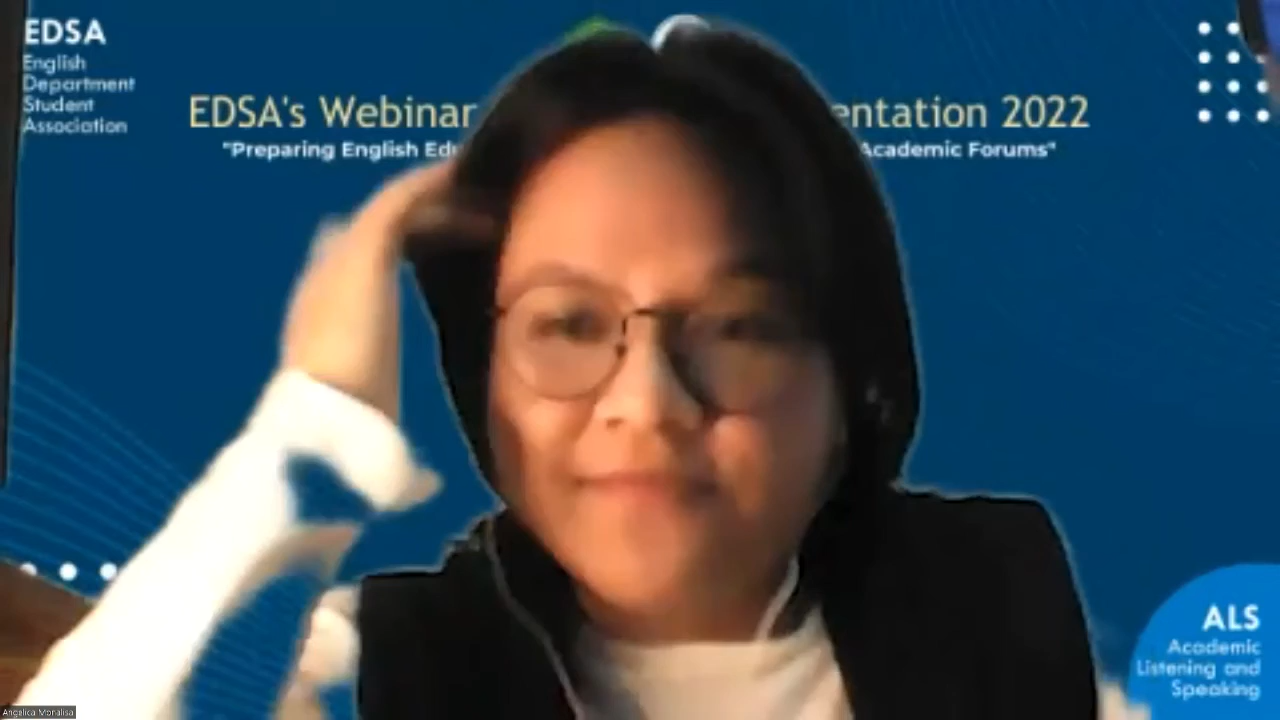 EDSA
English
Department
Student
Association
EDSA's Webinar entation 2022
"Preparing English Edu Academic Forums"
ALS
Academic
Listening and
Speaking
Angelica Monalisa